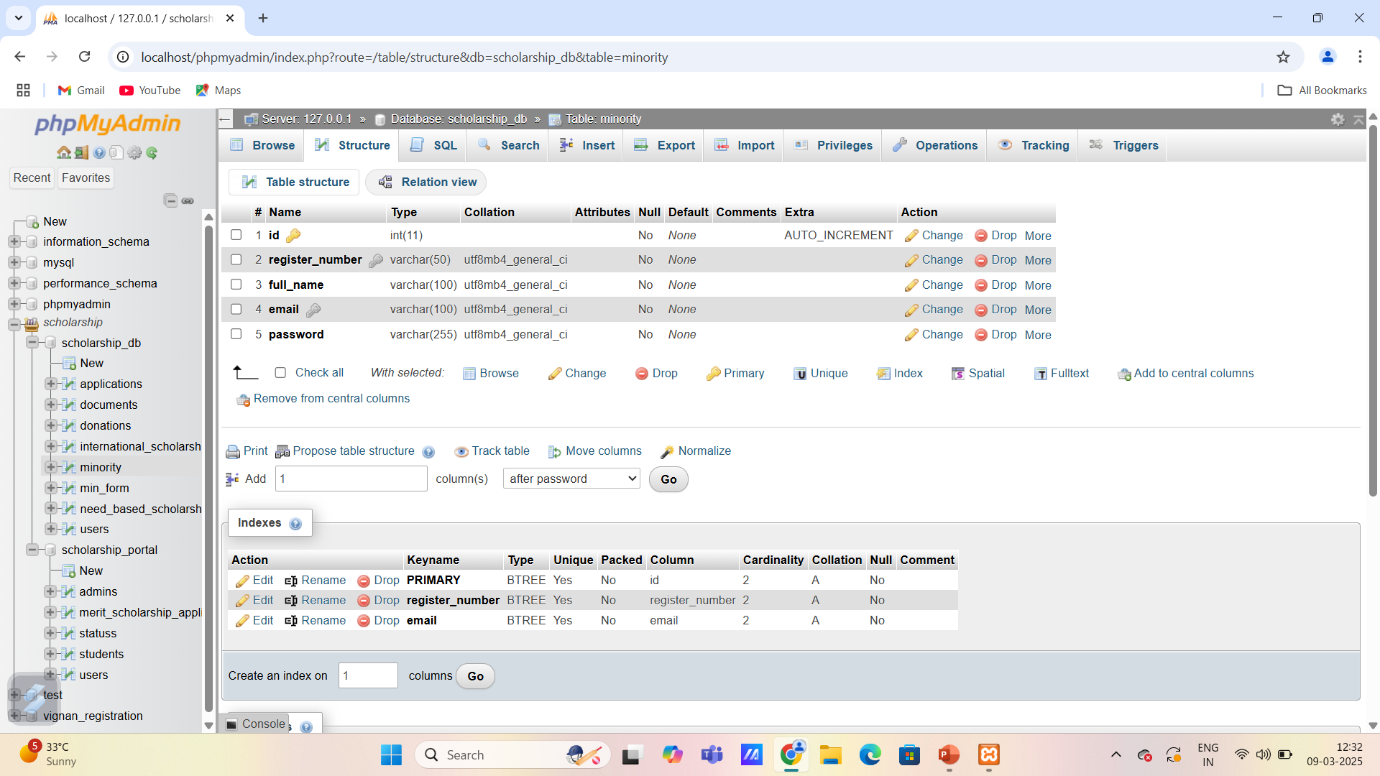 localhost / 127.0.0.1 / scholarsh
localhost/phpmyadmin/index.php?route=/table/structure&db=scholarship_db&table=minority
Gmail YouTube Maps All Bookmarks
phpMyAdmin
Recent Favorites
New
information_schema
mysql
performance_schema
phpmyadmin
scholarship
scholarship_db
New
applications
documents
donations
international_scholarsh
minority
min_form
need_based_scholarsh
users
scholarship_portal
New
admins
merit_scholarship_appli
statuss
students
users
test
vignan_registration
Server: 127.0.0.1 » Database: scholarship_db » Table: minority
Browse Structure SQL Search Insert Export Import Privileges Operations Tracking Triggers
Table structure Relation view
# Name Type Collation Attributes Null Default Comments Extra Action
1 id int(11) No None AUTO_INCREMENT Change Drop More
2 register_number varchar(50) utf8mb4_general_ci No None Change Drop More
3 full_name varchar(100) utf8mb4_general_ci No None Change Drop More
4 email varchar(100) utf8mb4_general_ci No None Change Drop More
5 password varchar(255) utf8mb4_general_ci No None Change Drop More
Check all With selected: Browse Change Drop Primary Unique Index Spatial Fulltext Add to central columns
Remove from central columns
Print Propose table structure Track table Move columns Normalize
Add 1 column(s) after password Go
Indexes
Action Keyname Type Unique Packed Column Cardinality Collation Null Comment
Edit Rename Drop PRIMARY BTREE Yes No id 2 A No
Edit Rename Drop register_number BTREE Yes No register_number 2 A No
Edit Rename Drop email BTREE Yes No email 2 A No
Create an index on 1 columns Go
Console
5 33°C
Sunny
Search
ENG
IN
12:32
09-03-2025